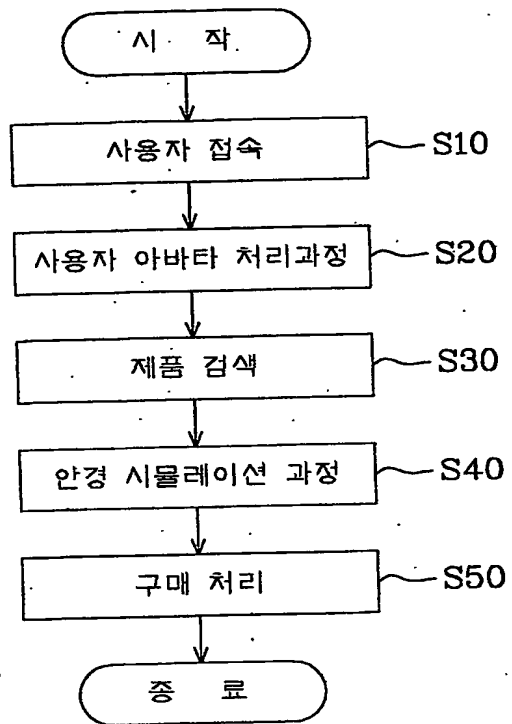 시 작
사용자 접속 S10
사용자 아바타 처리과정 S20
제품 검색 S30
안경 시뮬레이션 과정 S40
구매 처리 S50
종 료